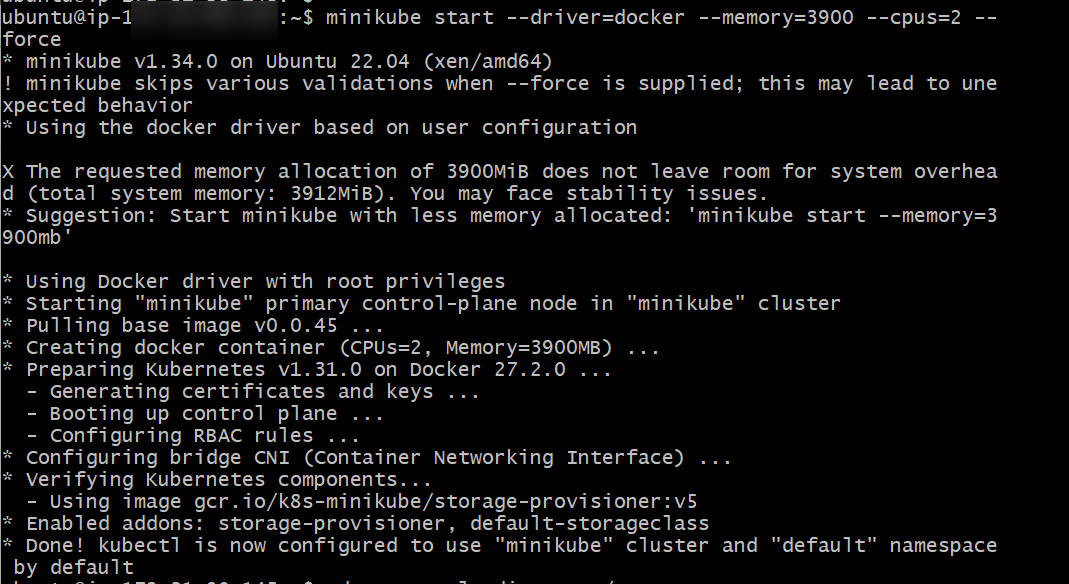 ubuntu@ip-1 :~$ minikube start --driver=docker --memory=3900 --cpus=2 --
force
* minikube v1.34.0 on Ubuntu 22.04 (xen/amd64)
! minikube skips various validations when --force is supplied; this may lead to une
xpected behavior
* Using the docker driver based on user configuration
X The requested memory allocation of 3900MiB does not leave room for system overhea
d (total system memory: 3912MiB). You may face stability issues.
* Suggestion: Start minikube with less memory allocated: 'minikube start --memory=3
900mb'
* Using Docker driver with root privileges
* Starting "minikube" primary control-plane node in "minikube" cluster
* Pulling base image v0.0.45 ...
* Creating docker container (CPUs=2, Memory=3900MB) ...
* Preparing Kubernetes v1.31.0 on Docker 27.2.0 ...
  - Generating certificates and keys ...
  - Booting up control plane ...
  - Configuring RBAC rules ...
* Configuring bridge CNI (Container Networking Interface) ...
* Verifying Kubernetes components...
  - Using image gcr.io/k8s-minikube/storage-provisioner:v5
* Enabled addons: storage-provisioner, default-storageclass
* Done! kubectl is now configured to use "minikube" cluster and "default" namespace
 by default